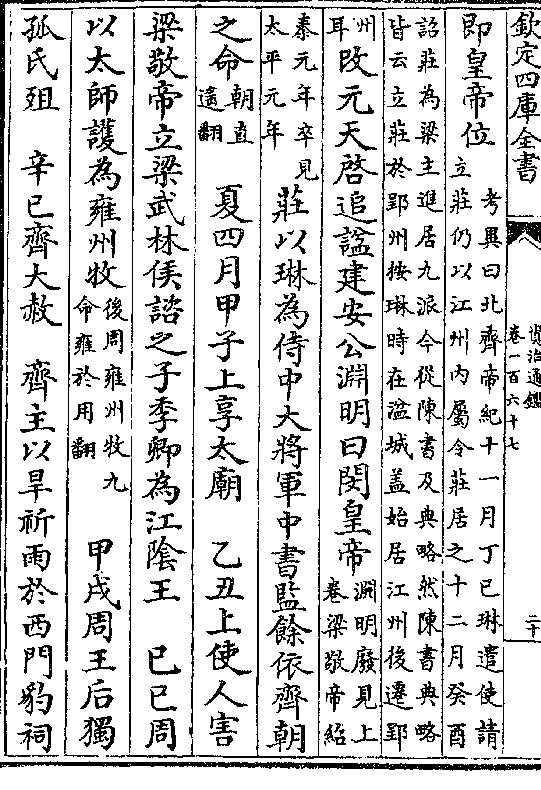 欽定四庫全書
資治通鑑
卷一百六十七
二十
即皇帝位
考異曰北齊帝紀十一月丁巳琳遣使請
立莊仍以江州内屬令莊居之十二月癸酉
詔莊為梁主進居九派今從陳書及典略然陳書典略
皆云立莊於郢州按琳時在湓城盖始居江州後遷郢
州
耳
改元天啓追諡建安公淵明曰閔皇帝
淵明廢見上
卷梁敬帝紹
泰元年卒見
太平元年
莊以琳為侍中大將軍中書監餘依齊朝
之命
朝直
遥翻
夏四月甲子上享太廟 乙丑上使人害
梁敬帝立梁武林侯諮之子季卿為江陰王 己巳周
以太師護為雍州牧
後周雍州牧九
命雍於用翻
甲戌周王后獨
孤氏殂 辛巳齊大赦 齊主以旱祈雨於西門豹祠